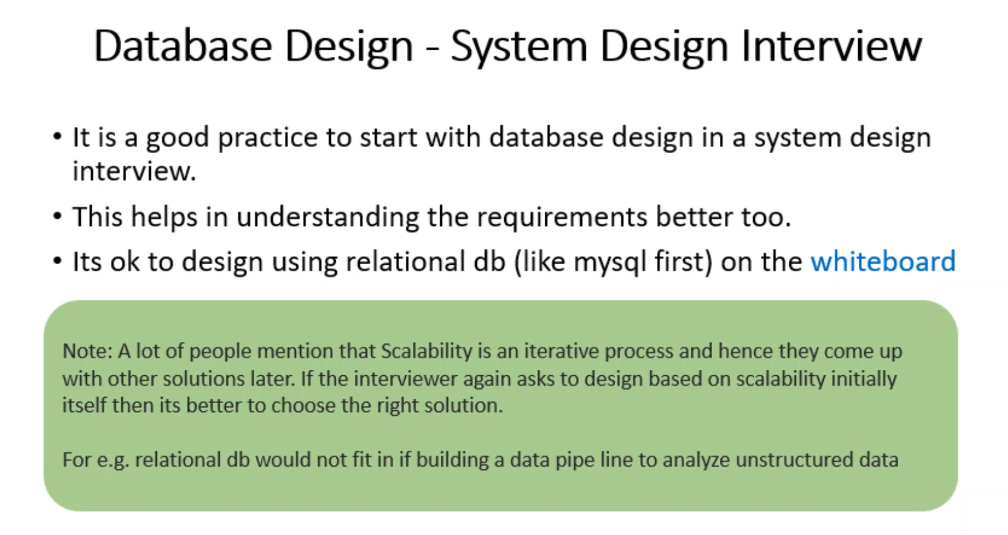 Database Design - System Design Interview
• It is a good practice to start with database design in a system design
interview.
• This helps in understanding the requirements better too.
• Its ok to design using relational db (like mysql first) on the whiteboard
Note: A lot of people mention that Scalability is an iterative process and hence they come up
with other solutions later. If the interviewer again asks to design based on scalability initially
itself then its better to choose the right solution.
For e.g. relational db would not fit in if building a data pipe line to analyze unstructured data